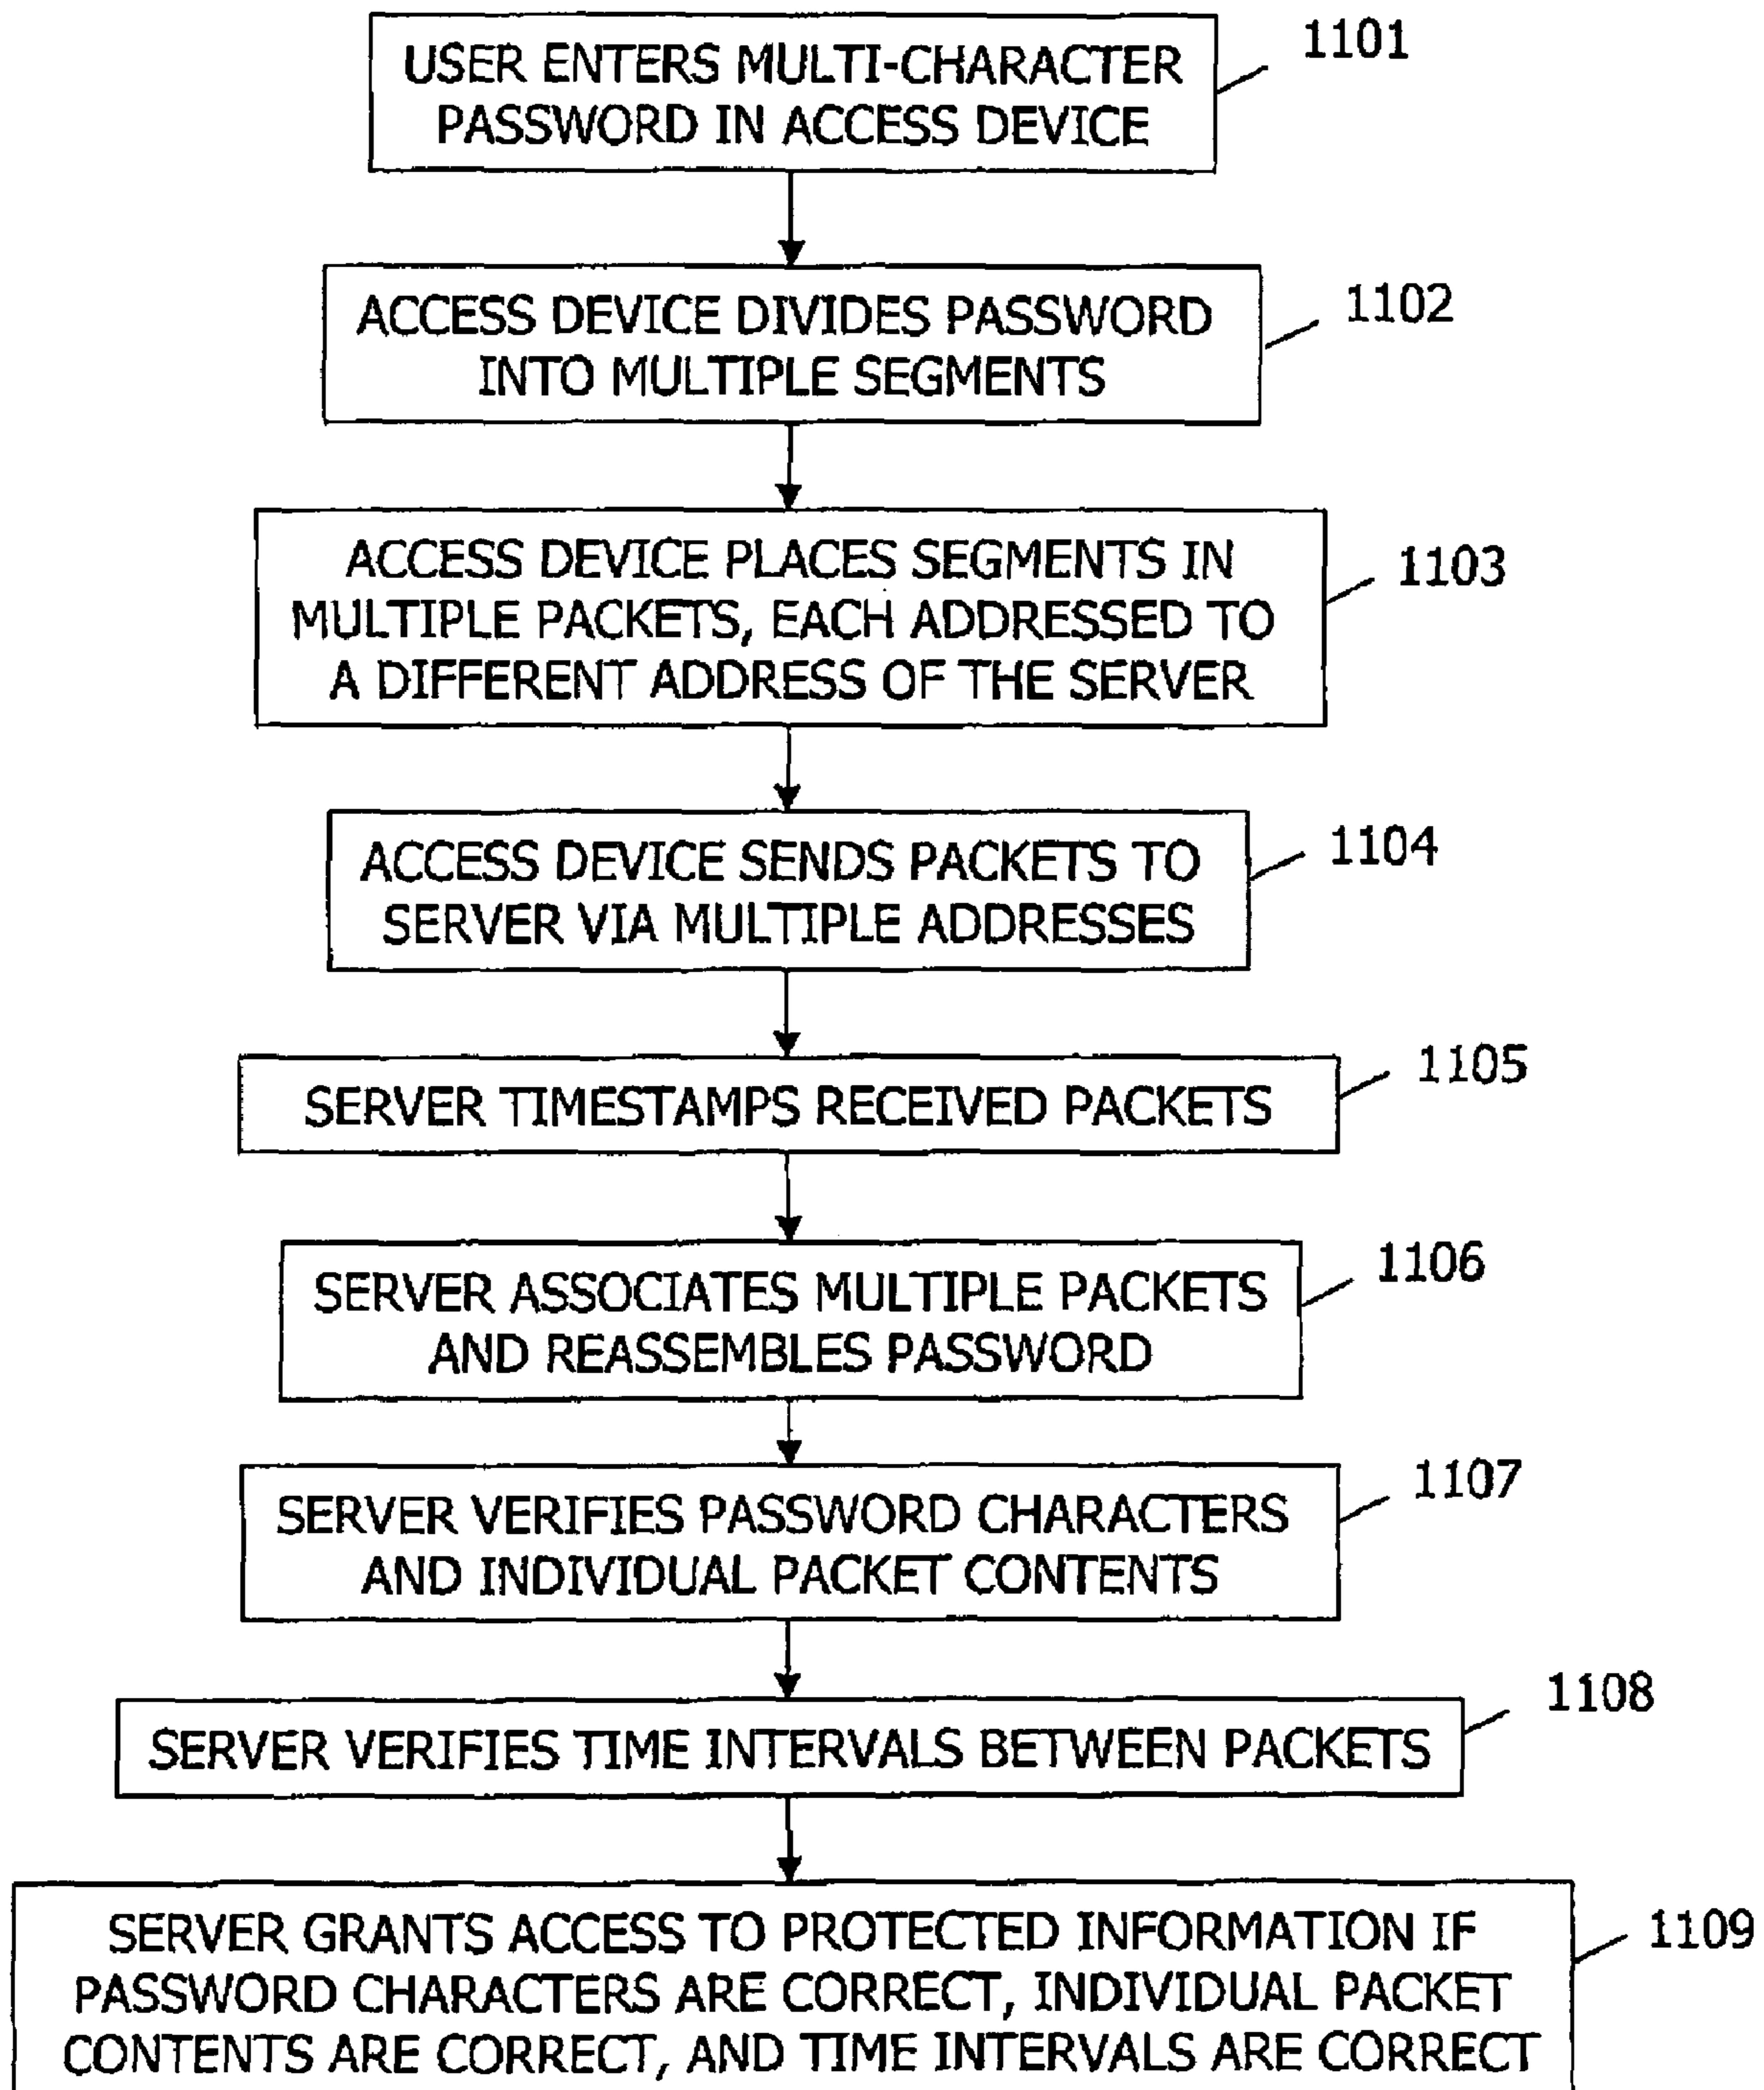 USER ENTERS MULTI-CHARACTER
PASSWORD IN ACCESS DEVICE
1101
ACCESS DEVICE DIVIDES PASSWORD
INTO MULTIPLE SEGMENTS
1102
ACCESS DEVICE PLACES SEGMENTS IN
MULTIPLE PACKETS, EACH ADDRESSED TO
A DIFFERENT ADDRESS OF THE SERVER
1103
ACCESS DEVICE SENDS PACKETS TO
SERVER VIA MULTIPLE ADDRESSES
1104
SERVER TIMESTAMPS RECEIVED PACKETS
1105
SERVER ASSOCIATES MULTIPLE PACKETS
AND REASSEMBLES PASSWORD
1106
SERVER VERIFIES PASSWORD CHARACTERS
AND INDIVIDUAL PACKET CONTENTS
1107
SERVER VERIFIES TIME INTERVALS BETWEEN PACKETS
1108
SERVER GRANTS ACCESS TO PROTECTED INFORMATION IF
PASSWORD CHARACTERS ARE CORRECT, INDIVIDUAL PACKET
CONTENTS ARE CORRECT, AND TIME INTERVALS ARE CORRECT
1109